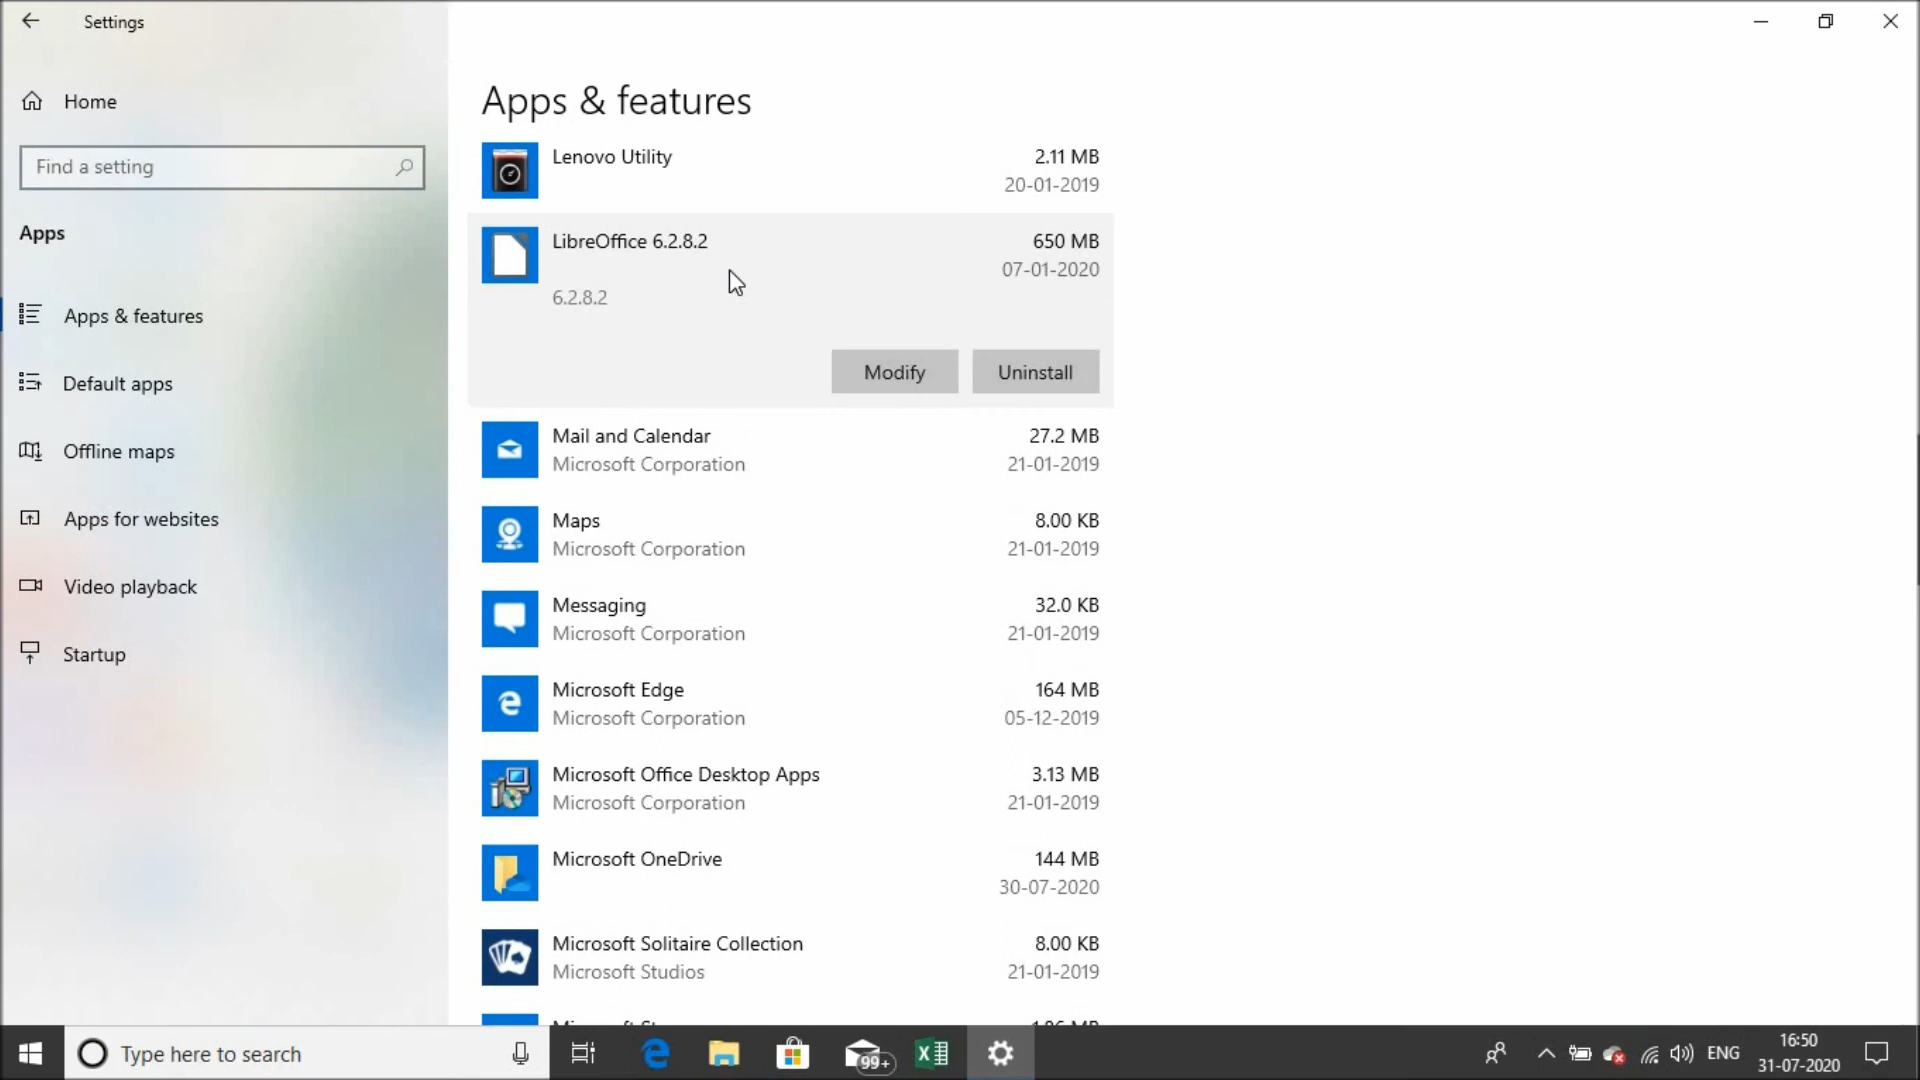 Settings
Home
Find a setting
Apps
Apps & features
Default apps
Offline maps
Apps for websites
Video playback
Startup
Apps & features
Lenovo Utility 2.11 MB
20-01-2019
LibreOffice 6.2.8.2 650 MB
07-01-2020
6.2.8.2
Modify Uninstall
Mail and Calendar 27.2 MB
Microsoft Corporation 21-01-2019
Maps 8.00 KB
Microsoft Corporation 21-01-2019
Messaging 32.0 KB
Microsoft Corporation 21-01-2019
Microsoft Edge 164 MB
Microsoft Corporation 05-12-2019
Microsoft Office Desktop Apps 3.13 MB
Microsoft Corporation 21-01-2019
Microsoft OneDrive 144 MB
30-07-2020
Microsoft Solitaire Collection 8.00 KB
Microsoft Studios 21-01-2019
Type here to search
99+
ENG
16:50
31-07-2020